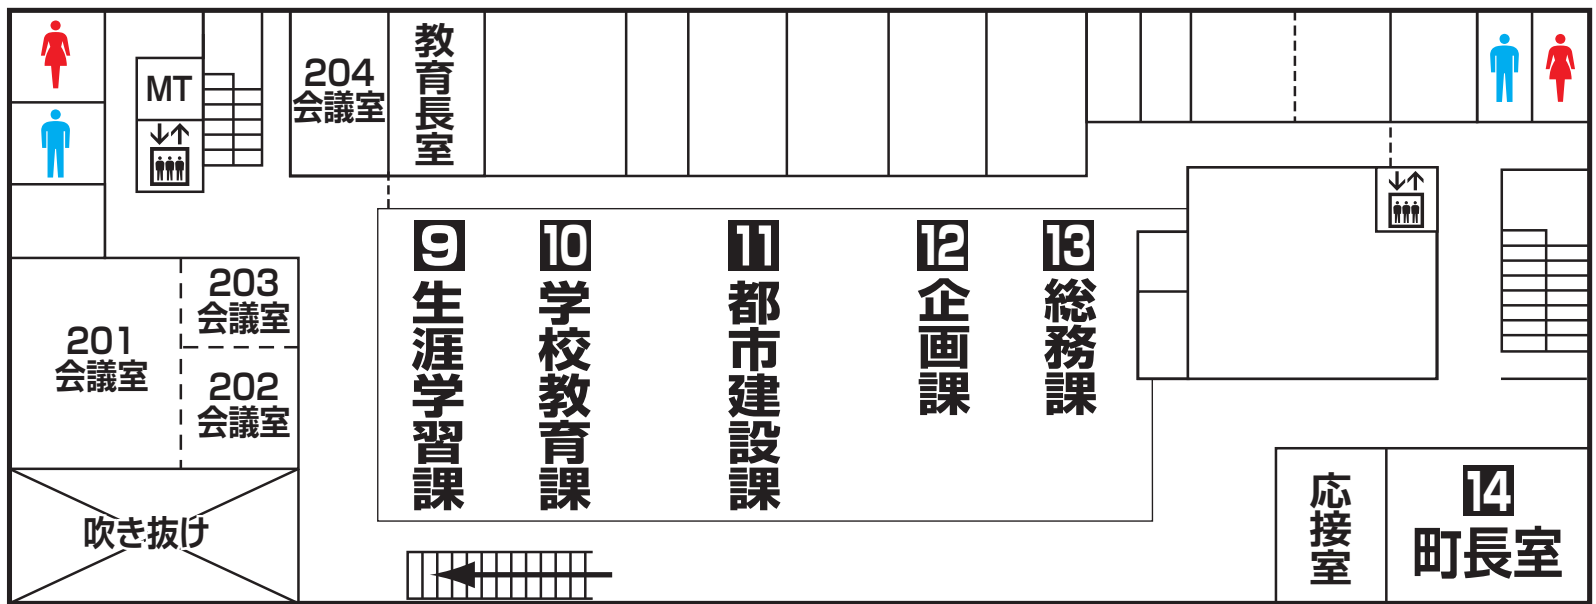 MT
204
会議室
教育長室
9
生涯学習課
10
学校教育課
11
都市建設課
12
企画課
13
総務課
203
会議室
201
会議室
202
会議室
吹き抜け
応接室
14
町長室